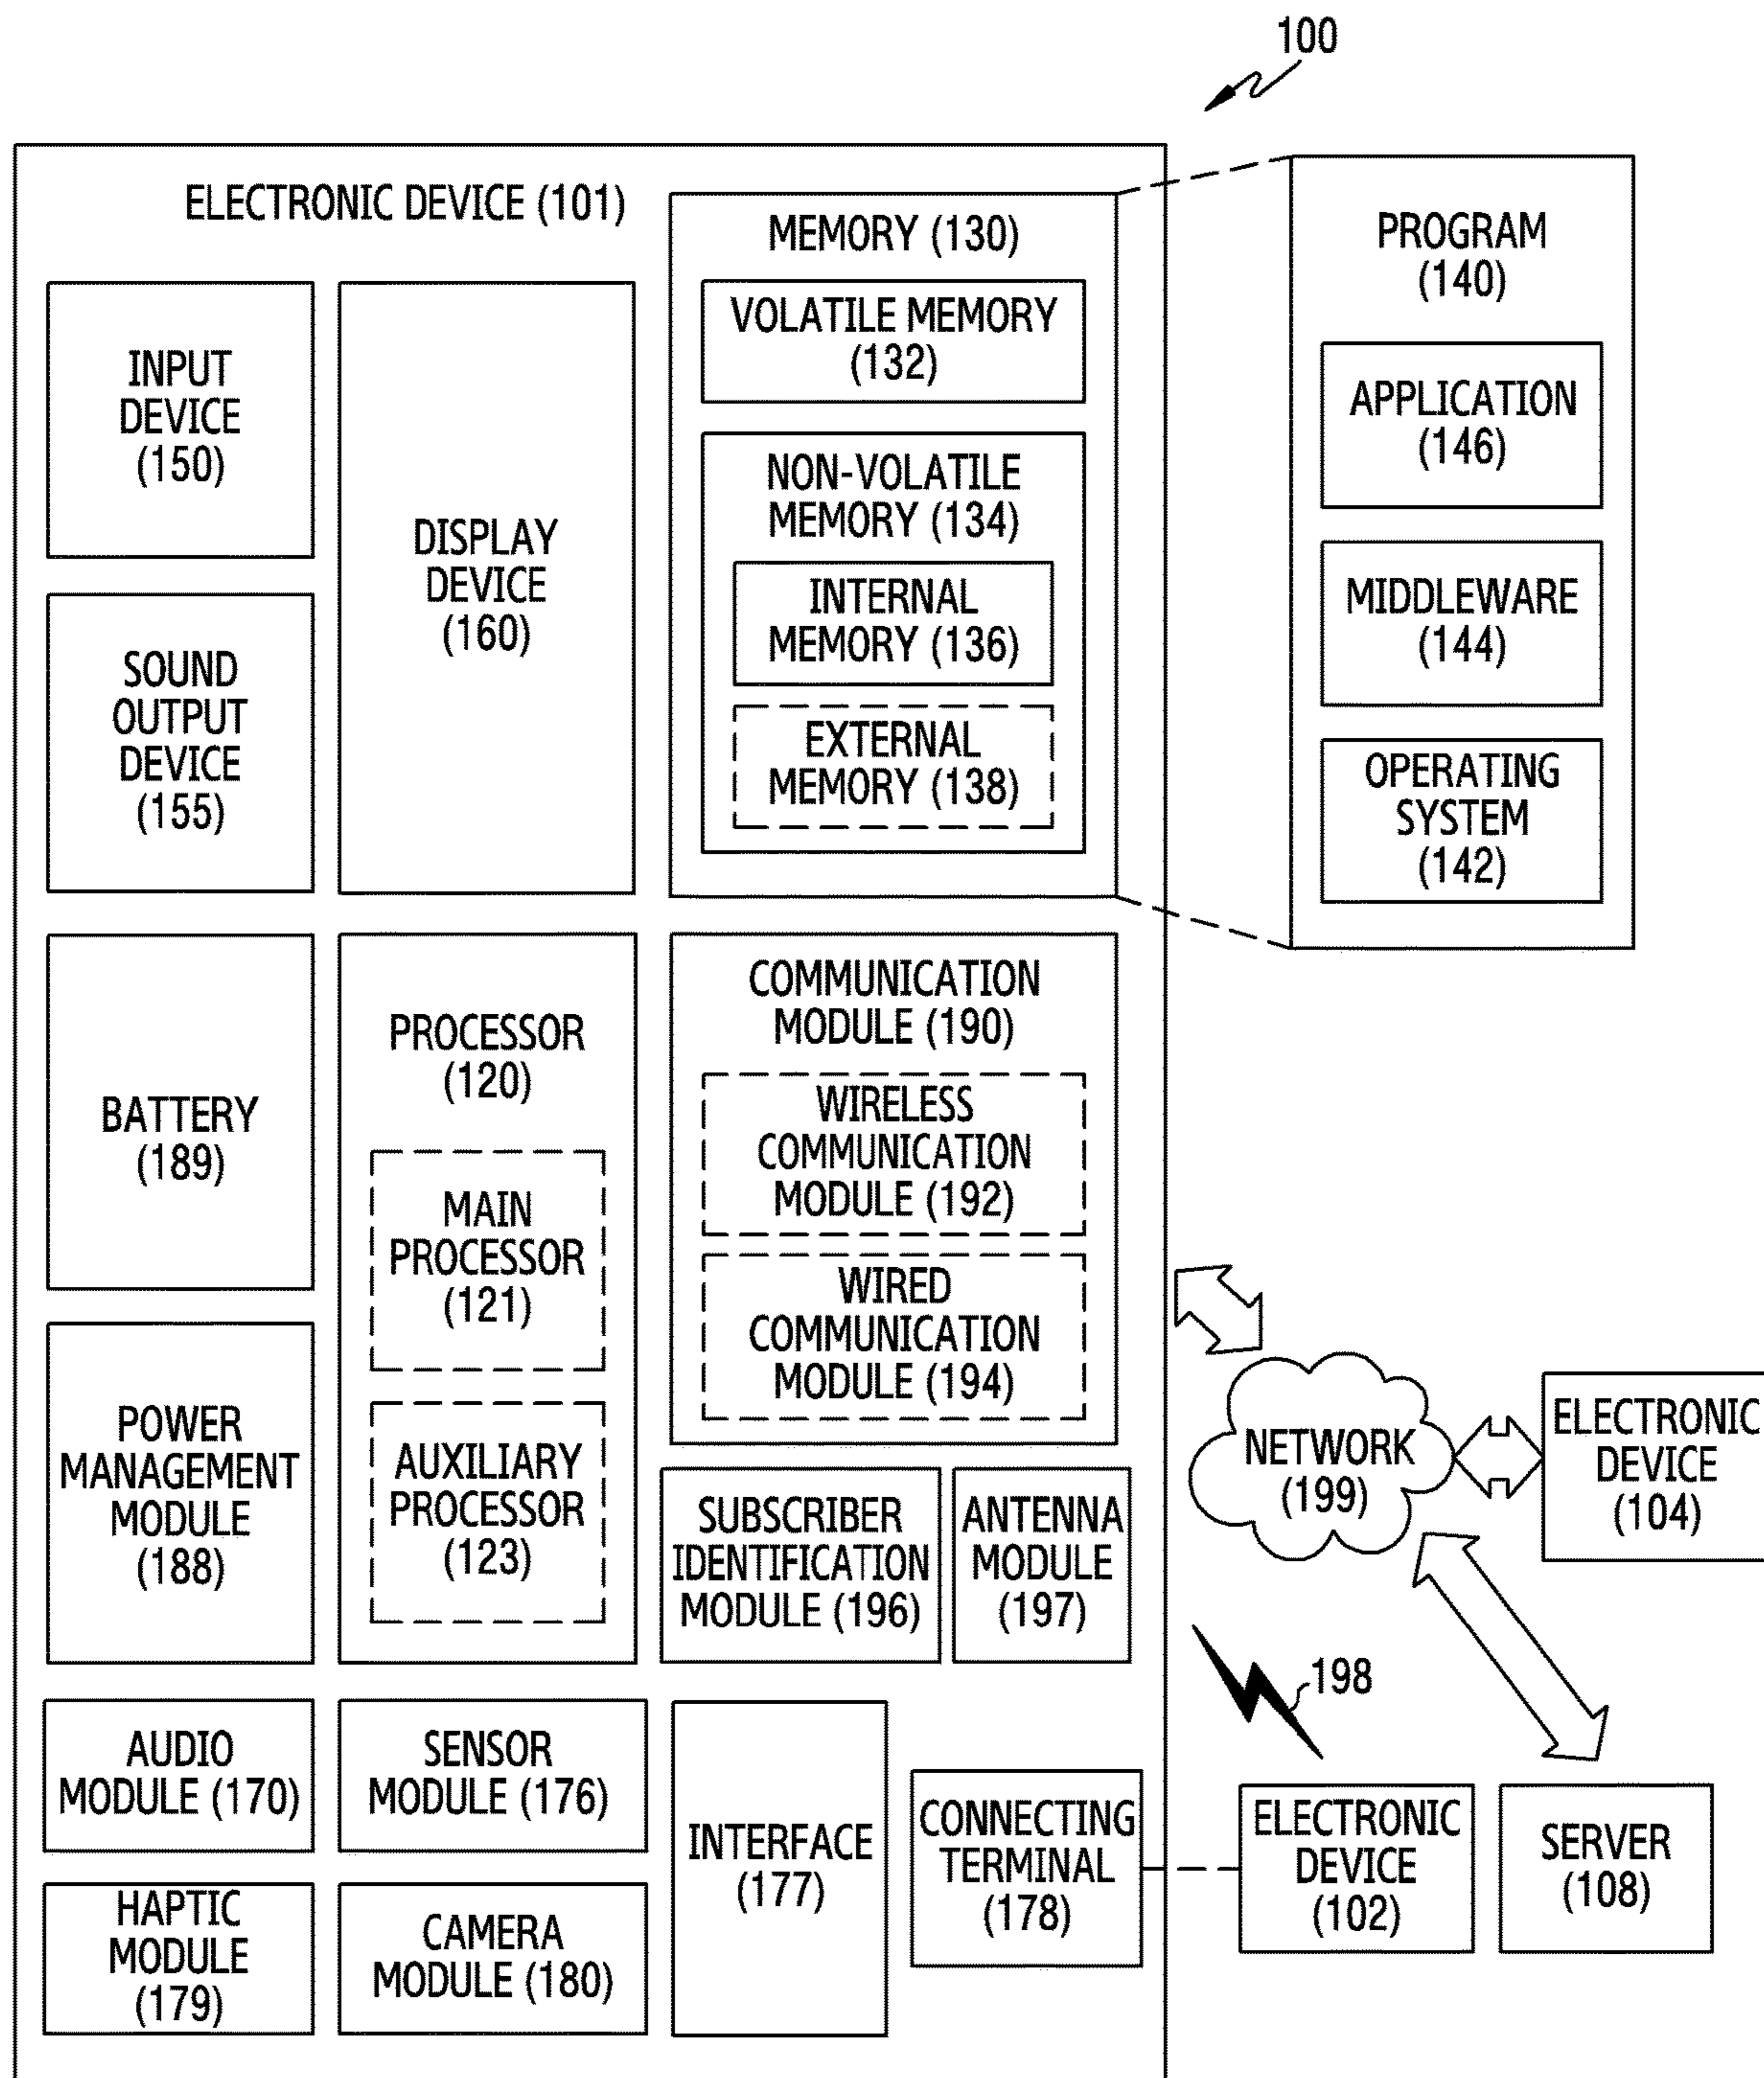 100
ELECTRONIC DEVICE (101)
INPUT
DEVICE
(150)
SOUND
OUTPUT
DEVICE
(155)
DISPLAY
DEVICE
(160)
MEMORY (130)
VOLATILE MEMORY
(132)
NON-VOLATILE
MEMORY (134)
INTERNAL
MEMORY (136)
EXTERNAL
MEMORY (138)
PROGRAM
(140)
APPLICATION
(146)
MIDDLEWARE
(144)
OPERATING
SYSTEM
(142)
BATTERY
(189)
POWER
MANAGEMENT
MODULE
(188)
PROCESSOR
(120)
MAIN
PROCESSOR
(121)
AUXILIARY
PROCESSOR
(123)
COMMUNICATION
MODULE (190)
WIRELESS
COMMUNICATION
MODULE (192)
WIRED
COMMUNICATION
MODULE (194)
SUBSCRIBER
IDENTIFICATION
MODULE (196)
ANTENNA
MODULE
(197)
NETWORK
(199)
ELECTRONIC
DEVICE
(104)
198
AUDIO
MODULE (170)
SENSOR
MODULE (176)
HAPTIC
MODULE
(179)
CAMERA
MODULE (180)
INTERFACE
(177)
CONNECTING
TERMINAL
(178)
ELECTRONIC
DEVICE
(102)
SERVER
(108)